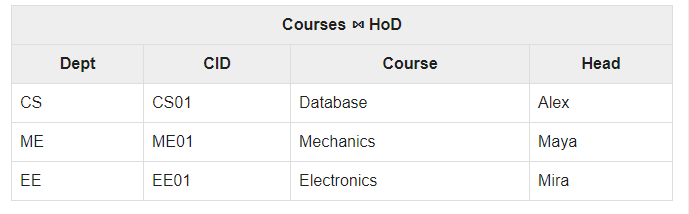 Courses ⋈ HoD
Dept CID Course Head
CS CS01 Database Alex
ME ME01 Mechanics Maya
EE EE01 Electronics Mira